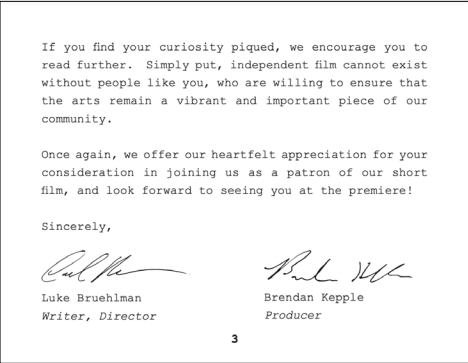 If you find your curiosity piqued, we encourage you to
read further. Simply put, independent film cannot exist
without people like you, who are willing to ensure that
the arts remain a vibrant and important piece of our
community.
Once again, we offer our heartfelt appreciation for your
consideration in joining us as a patron of our short
film, and look forward to seeing you at the premiere!
Sincerely,
Luke Bruehlman
Writer, Director
Brendan Kepple
Producer
3